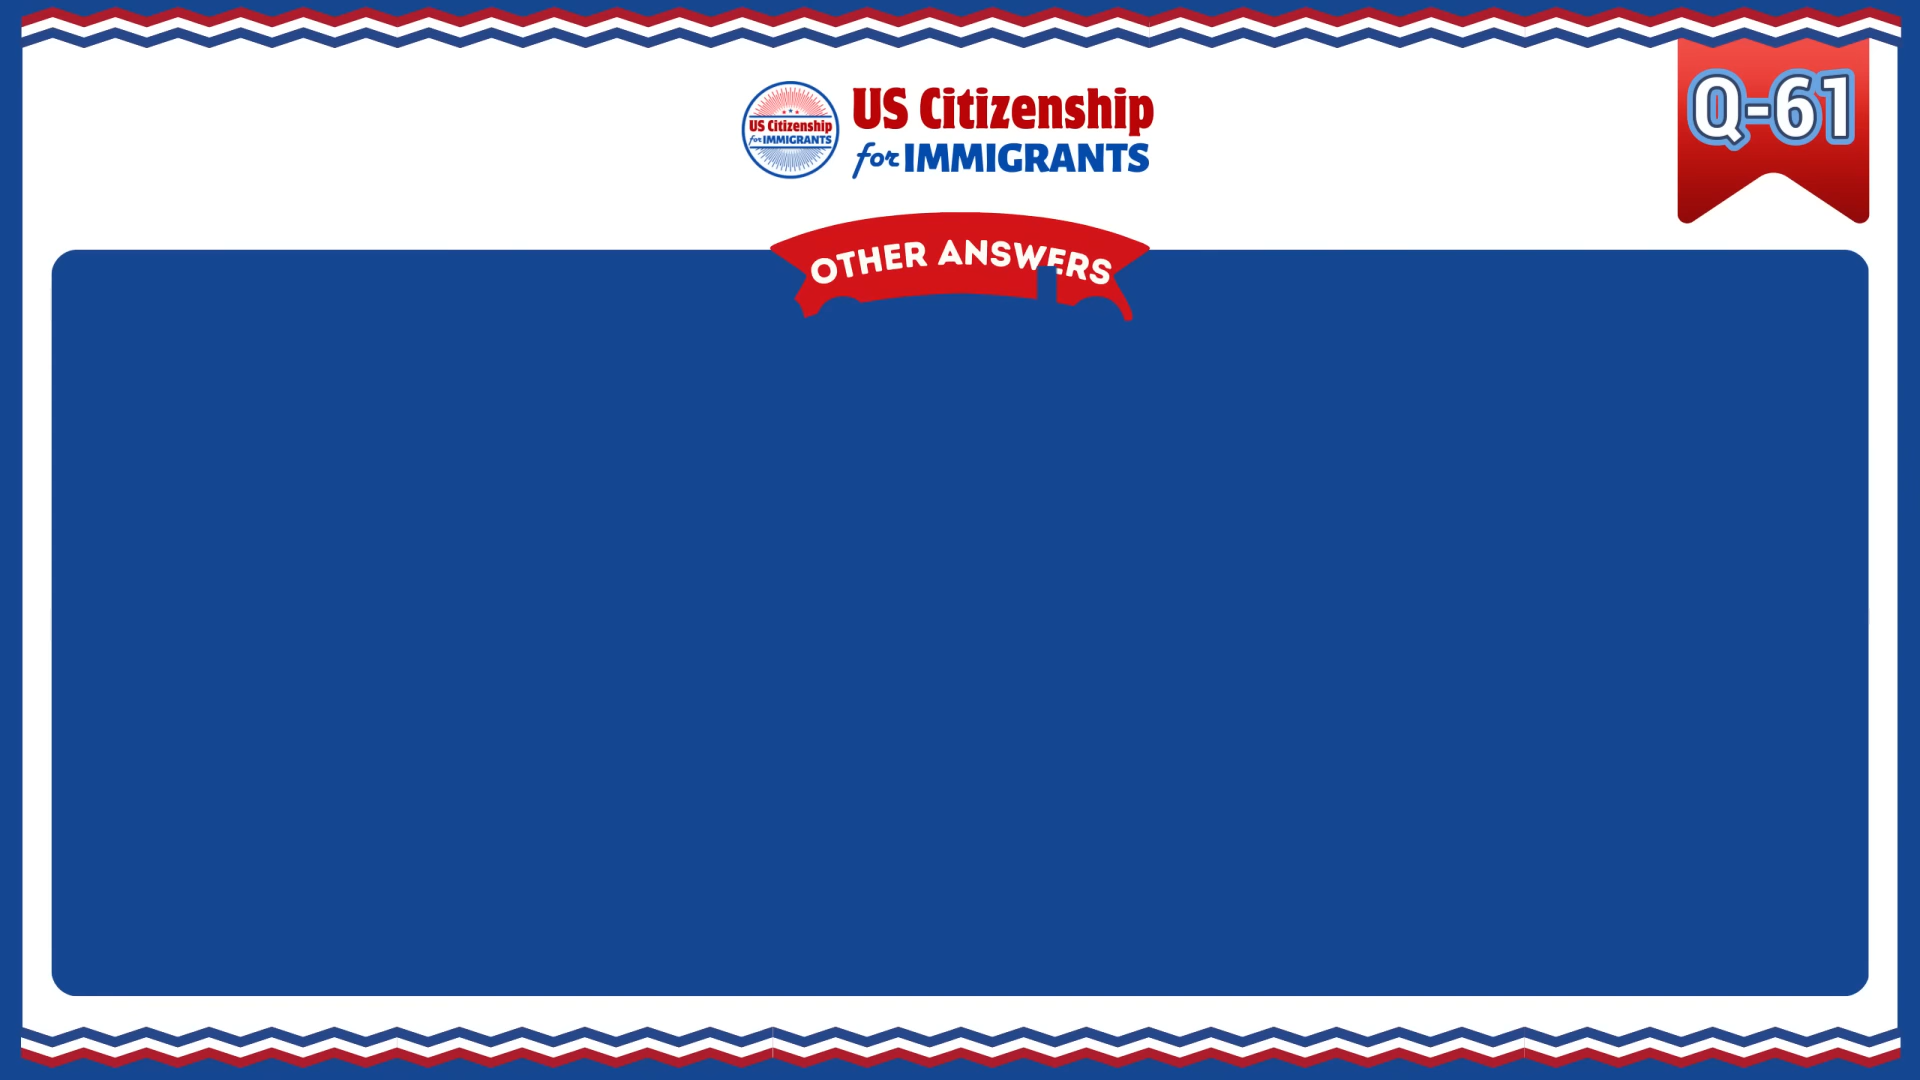 US Citizenship
for IMMIGRANTS
US Citizenship
for IMMIGRANTS
Q-61
OTHER ANSWERS